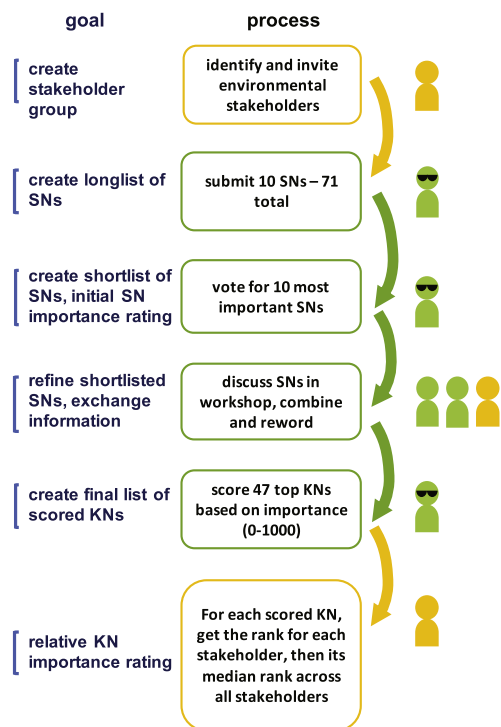 goal
process
create
stakeholder
group
identify and invite
environmental
stakeholders
create longlist of
SNs
submit 10 SNs – 71
total
create shortlist of
SNs, initial SN
importance rating
vote for 10 most
important SNs
refine shortlisted
SNs, exchange
information
discuss SNs in
workshop, combine
and reword
create final list of
scored KNs
score 47 top KNs
based on importance
(0-1000)
relative KN
importance rating
For each scored KN,
get the rank for each
stakeholder, then its
median rank across
all stakeholders